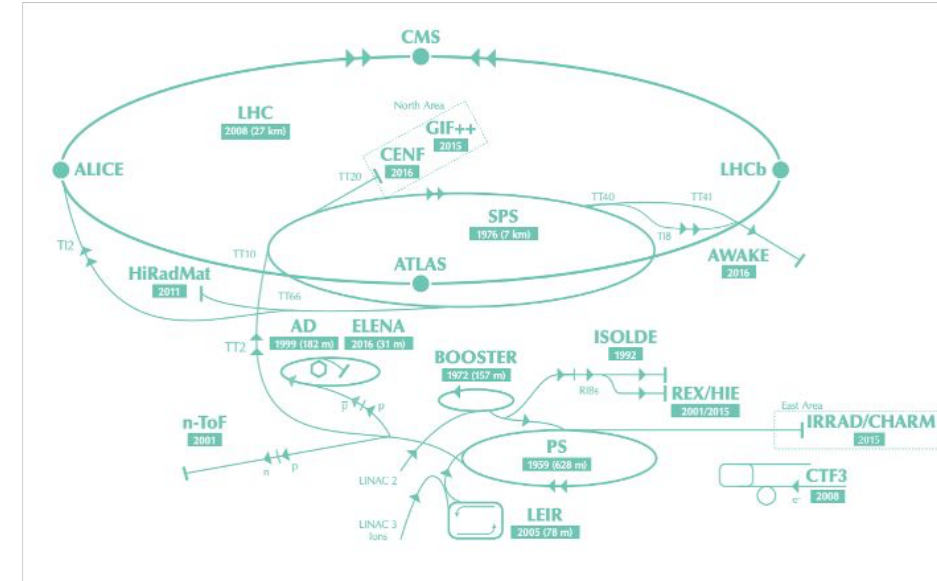 CMS
North Area
LHC
2008 (27 km)
GIF++
2015
CENF
2016
ALICE
TT20
LHCb
TT40
TT41
SPS
1976 (7 km)
TI8
TI2
TT10
AWAKE
2016
HiRadMat
2011
ATLAS
TT66
AD
1999 (182 m)
ELENA
2016 (31 m)
TT2
BOOSTER
1972 (157 m)
ISOLDE
1992
RIBs
REX/HIE
2001/2015
p̅
p
East Area
n-ToF
2001
IRRAD/CHARM
2015
PS
1959 (628 m)
n
p
LINAC 2
CTF3
2008
e-
LEIR
2005 (78 m)
LINAC 3
Ions